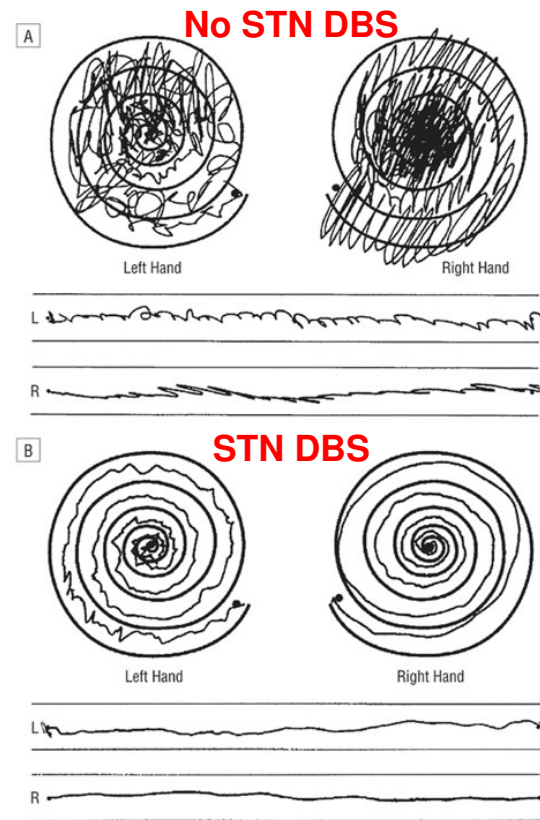 No STN DBS
A
Left Hand
Right Hand
L
R
B
STN DBS
Left Hand
Right Hand
L
R